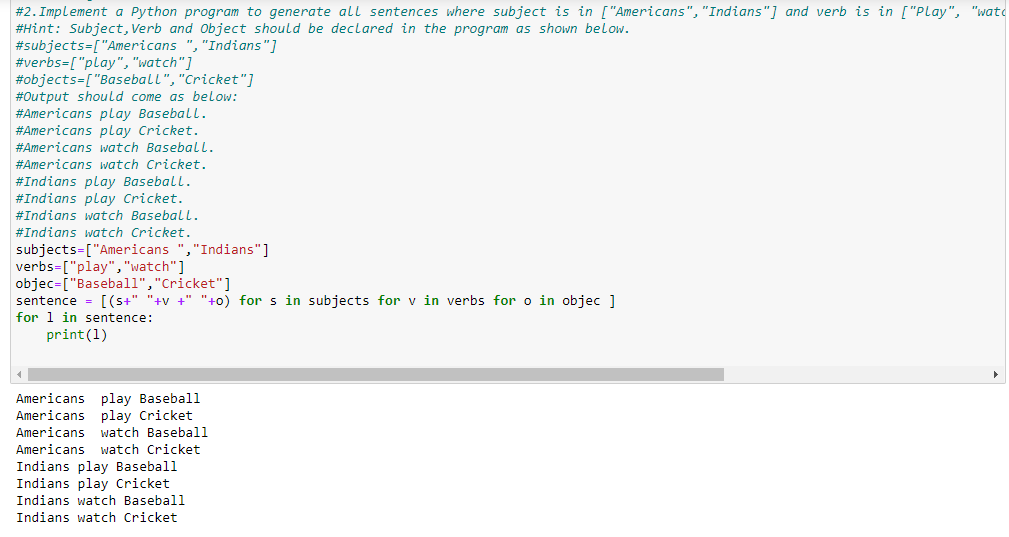 #2.Implement a Python program to generate all sentences where subject is in ["Americans","Indians"] and verb is in ["Play", "watc
#Hint: Subject,Verb and Object should be declared in the program as shown below.
#subjects=["Americans ","Indians"]
#verbs=["play","watch"]
#objects=["Baseball","Cricket"]
#Output should come as below:
#Americans play Baseball.
#Americans play Cricket.
#Americans watch Baseball.
#Americans watch Cricket.
#Indians play Baseball.
#Indians play Cricket.
#Indians watch Baseball.
#Indians watch Cricket.
subjects=["Americans ","Indians"]
verbs=["play","watch"]
objec=["Baseball","Cricket"]
sentence = [(s+" "+v +" "+o) for s in subjects for v in verbs for o in objec ]
for l in sentence:
    print(l)
Americans  play Baseball
Americans  play Cricket
Americans  watch Baseball
Americans  watch Cricket
Indians play Baseball
Indians play Cricket
Indians watch Baseball
Indians watch Cricket